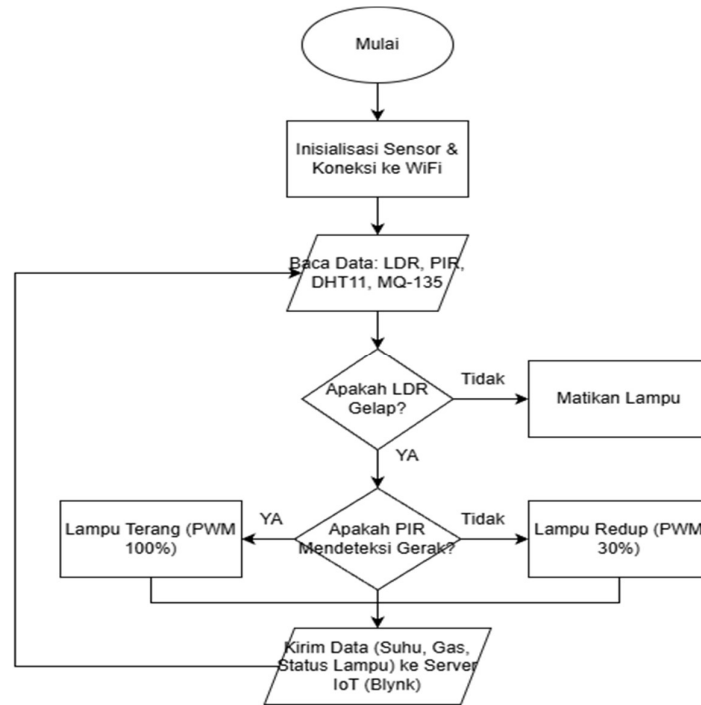 Mulai
Inisialisasi Sensor &
Koneksi ke WiFi
Baca Data: LDR, PIR,
DHT11, MQ-135
Apakah LDR
Gelap?
Tidak
Matikan Lampu
YA
Lampu Terang (PWM
100%)
YA
Apakah PIR
Mendeteksi Gerak?
Tidak
Lampu Redup (PWM
30%)
Kirim Data (Suhu, Gas,
Status Lampu) ke Server
IoT (Blynk)